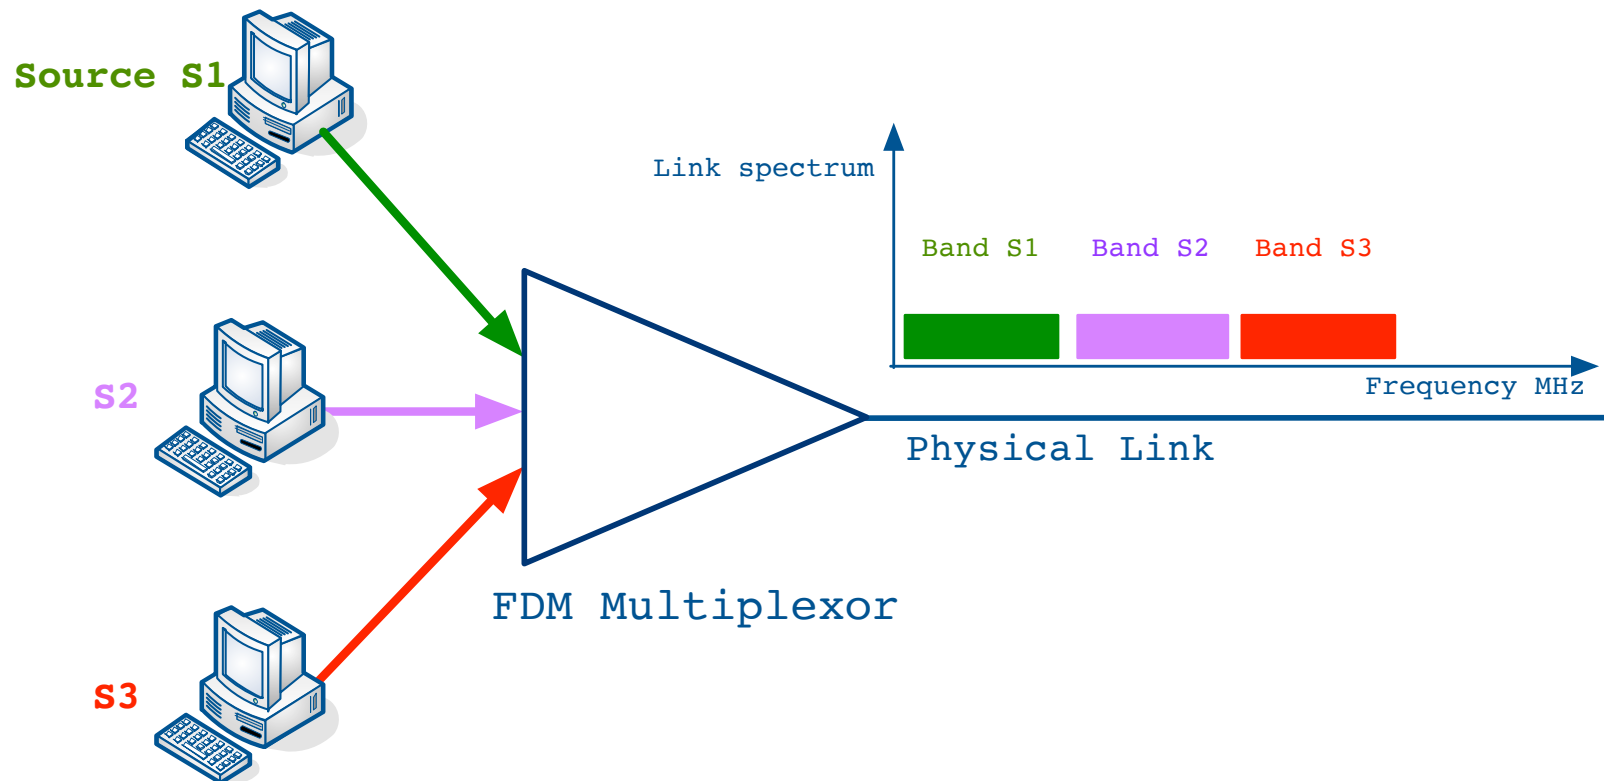 Source S1
Link spectrum
Band S1 Band S2 Band S3
S2
Frequency MHz
Physical Link
FDM Multiplexor
S3